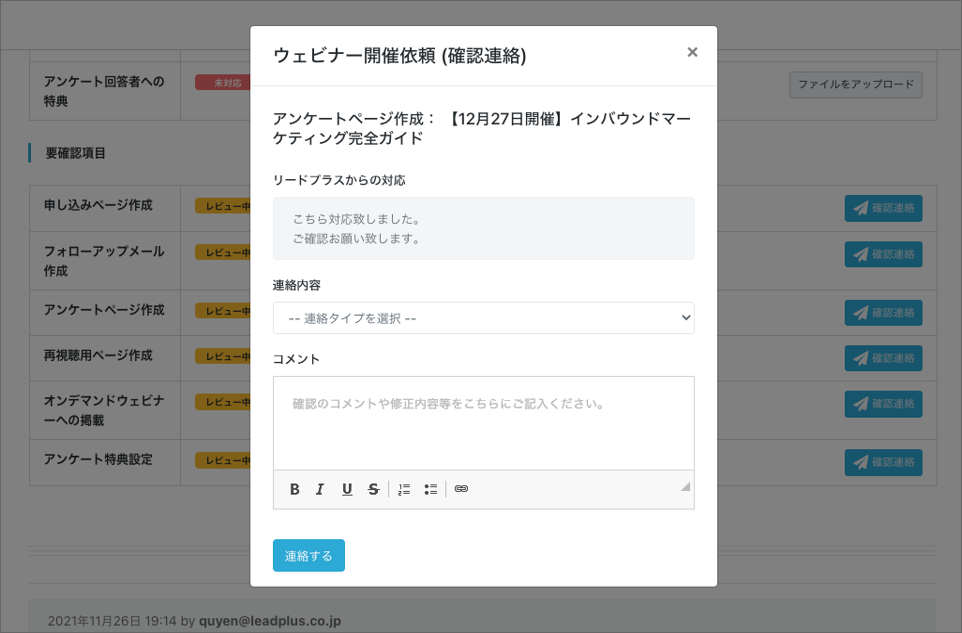 ウェビナー開催依頼 (確認連絡)
×
アンケートページ作成： 【12月27日開催】インバウンドマー
ケティング完全ガイド
リードプラスからの対応
こちら対応致しました。
ご確認お願い致します。
連絡内容
-- 連絡タイプを選択 --
コメント
確認のコメントや修正内容等をこちらにご記入ください。
B I U S
連絡する
アンケート回答者への
特典
未対応
ファイルをアップロード
要確認項目
申し込みページ作成
レビュー中
確認連絡
フォローアップメール
作成
レビュー中
確認連絡
アンケートページ作成
レビュー中
確認連絡
再視聴用ページ作成
レビュー中
確認連絡
オンデマンドウェビナ
ーへの掲載
レビュー中
確認連絡
アンケート特典設定
レビュー中
確認連絡
2021年11月26日 19:14 by quyen@leadplus.co.jp